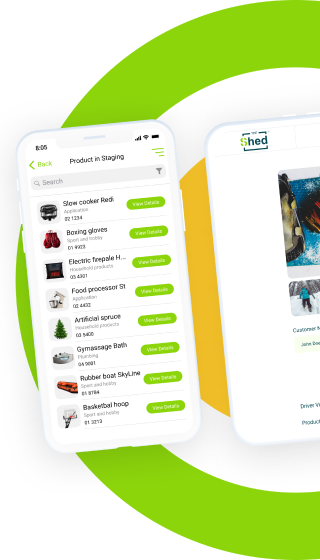 8:05
Back
Product in Staging
Search
Slow cooker Redi
Application
02 1234
View Details
Boxing gloves
Sport and hobby
01 9923
View Details
Electric firepale H...
Household products
03 4301
View Details
Food processor St
Application
02 4432
View Details
Artificial spruce
Household products
03 5400
View Details
Gymassage Bath
Plumbing
04 9001
View Details
Rubber boat SkyLine
Sport and hobby
01 8784
View Details
Basketbal hoop
Sport and hobby
01 3213
View Details
THE
Shed
Customer
John
Driver
Product